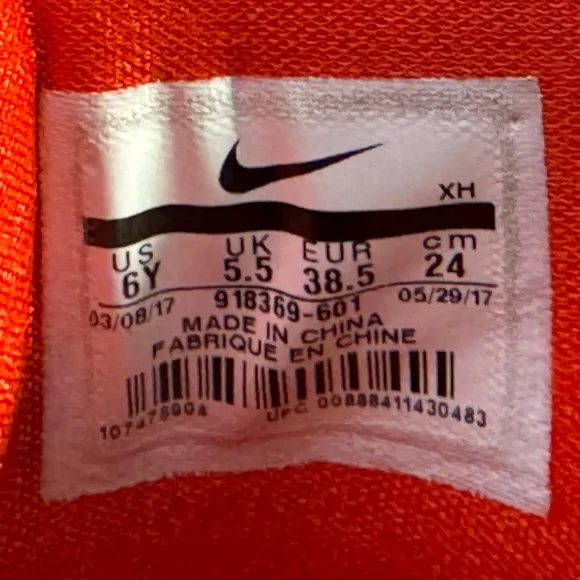 XH
US UK EUR cm
6Y 5.5 38.5 24
03/08/17 918369-601 05/29/17
MADE IN CHINA
FABRIQUE EN CHINE
UPC 00888411430483